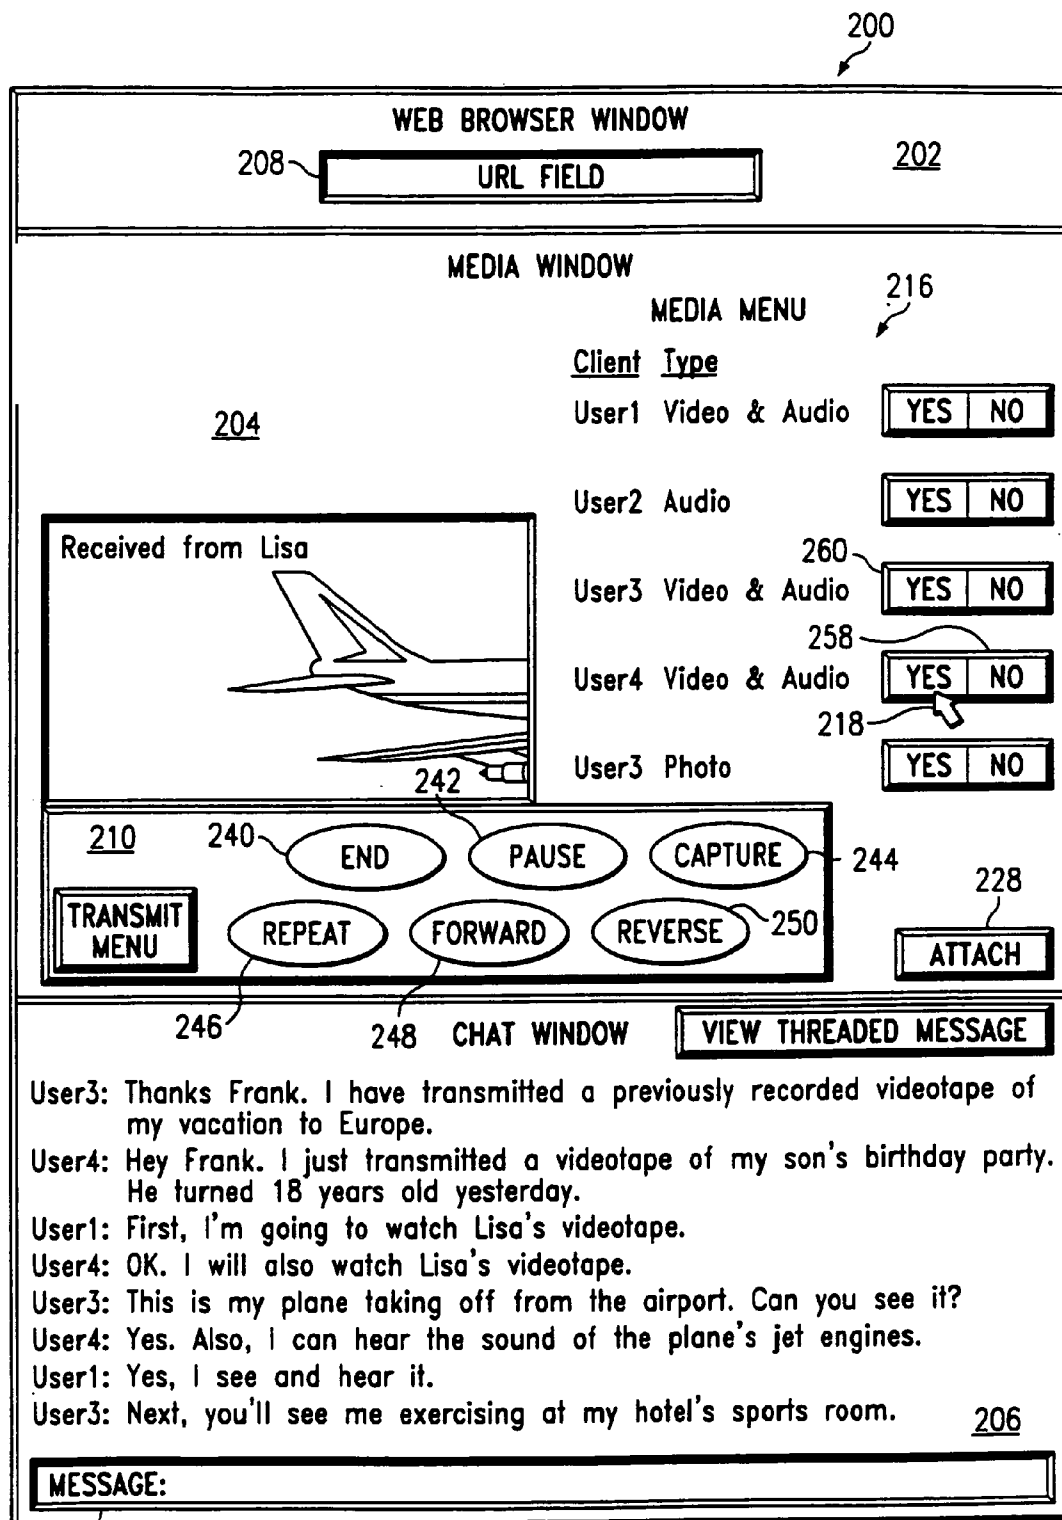 200
WEB BROWSER WINDOW
208
URL FIELD
202
MEDIA WINDOW
216
MEDIA MENU
Client Type
User1 Video & Audio YES NO
204
User2 Audio YES NO
Received from Lisa
260
User3 Video & Audio YES NO
258
User4 Video & Audio YES NO
218
User3 Photo YES NO
242
210
240
END
PAUSE
CAPTURE
244
TRANSMIT
MENU
REPEAT
FORWARD
REVERSE
250
228
ATTACH
246
248
CHAT WINDOW
VIEW THREADED MESSAGE
User3: Thanks Frank. I have transmitted a previously recorded videotape of
my vacation to Europe.
User4: Hey Frank. I just transmitted a videotape of my son's birthday party.
He turned 18 years old yesterday.
User1: First, I'm going to watch Lisa's videotape.
User4: OK. I will also watch Lisa's videotape.
User3: This is my plane taking off from the airport. Can you see it?
User4: Yes. Also, I can hear the sound of the plane's jet engines.
User1: Yes, I see and hear it.
User3: Next, you'll see me exercising at my hotel's sports room.
206
MESSAGE: